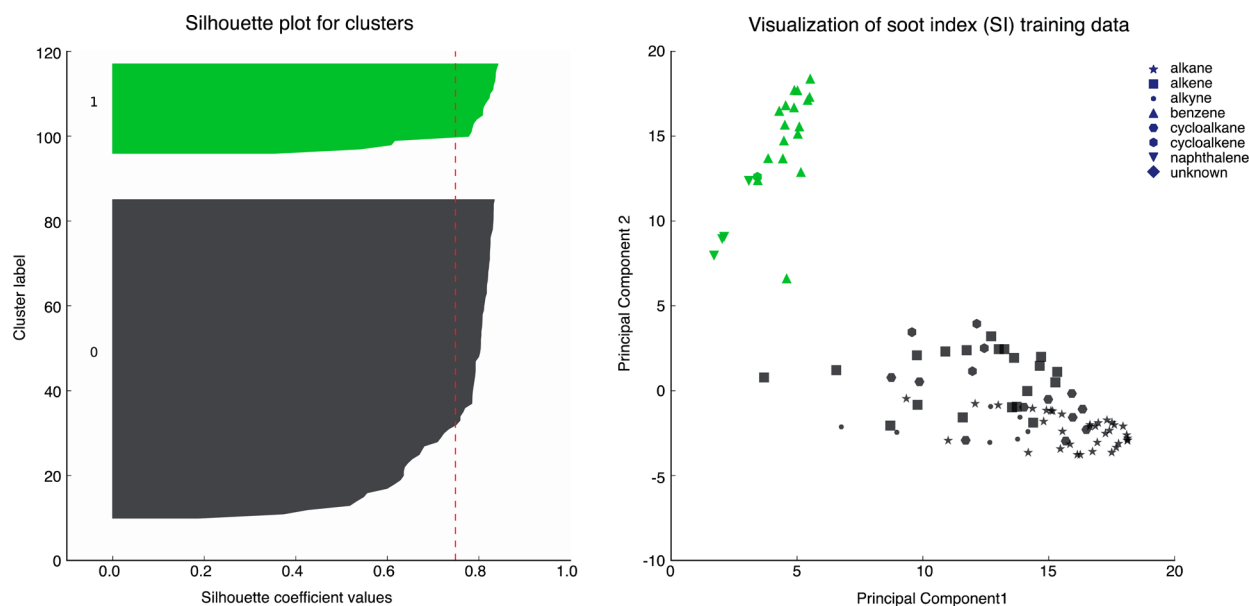 Silhouette plot for clusters
120
100
80
60
40
20
0
1
0
Cluster label
0.0
0.2
0.4
0.6
0.8
1.0
Silhouette coefficient values
Visualization of soot index (SI) training data
20
15
10
5
0
-5
-10
Principal Component 2
alkane
alkene
alkyne
benzene
cycloalkane
cycloalkene
naphthalene
unknown
0
5
10
15
20
Principal Component1